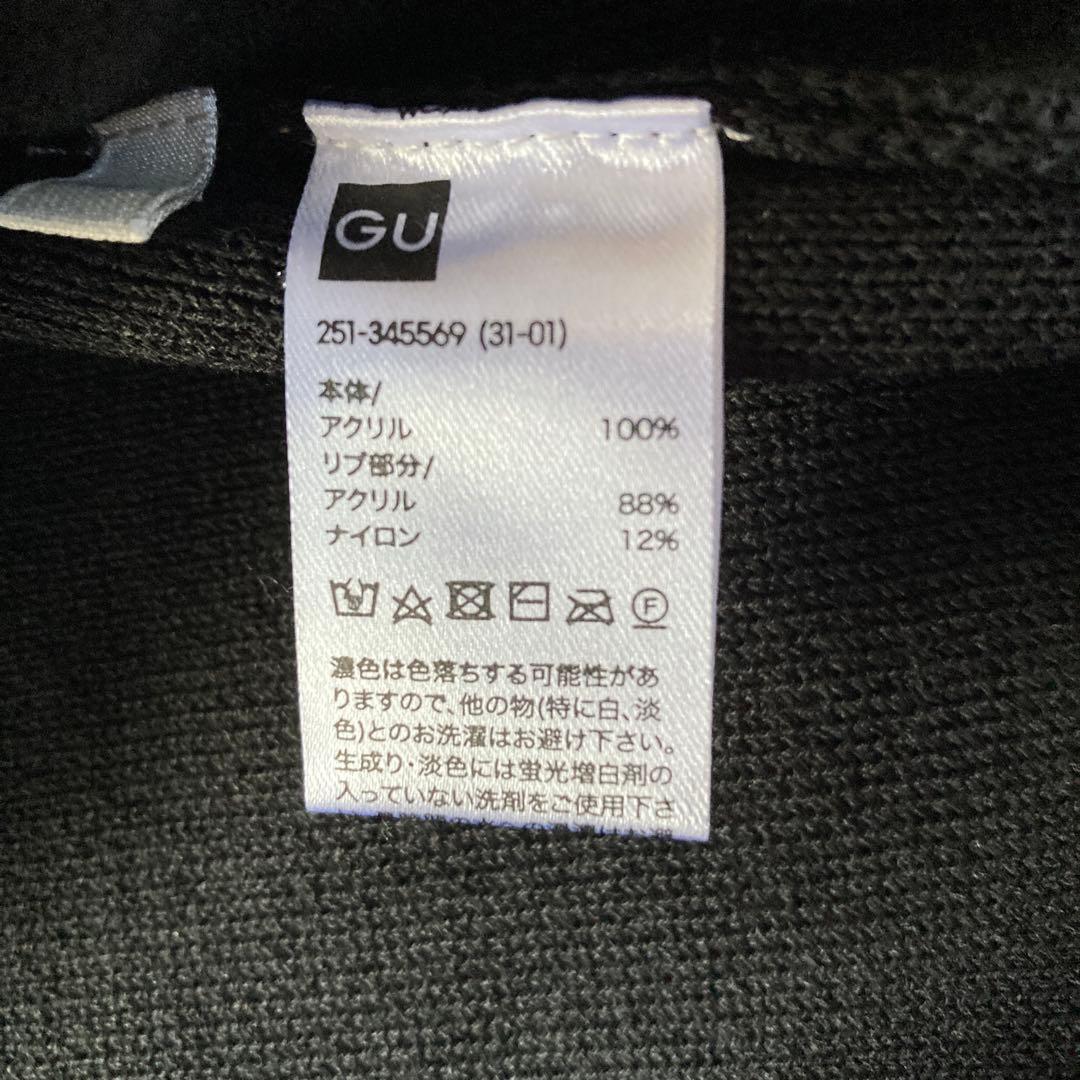 GU
251-345569 (31-01)
本体/
アクリル 100%
リブ部分/
アクリル 88%
ナイロン 12%
F
濃色は色落ちする可能性があ
りますので、他の物(特に白、淡
色)とのお洗濯はお避け下さい。
生成り・淡色には蛍光増白剤の
入っていない洗剤をご使用下さ